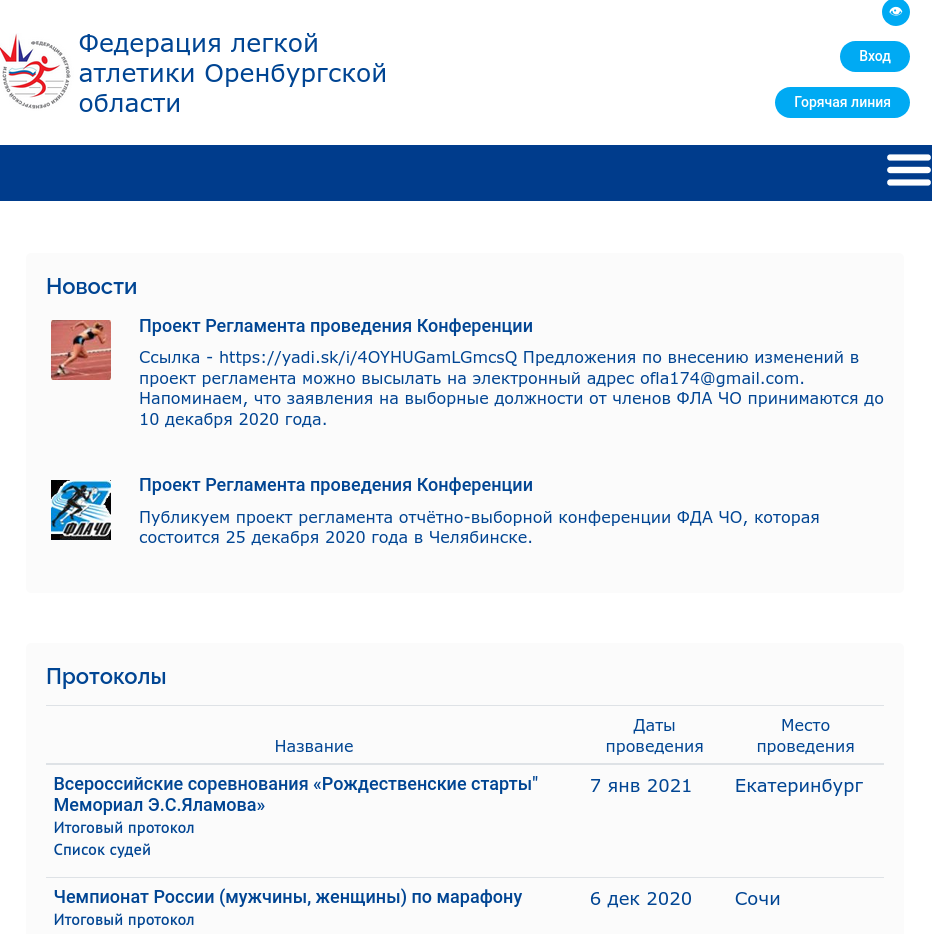 Федерация легкой
атлетики Оренбургской
области
Вход
Горячая линия
Новости
Проект Регламента проведения Конференции
Ссылка - https://yadi.sk/i/4OYHUGamLGmcsQ Предложения по внесению изменений в
проект регламента можно высылать на электронный адрес ofla174@gmail.com.
Напоминаем, что заявления на выборные должности от членов ФЛА ЧО принимаются до
10 декабря 2020 года.
ФЛАЧО
Проект Регламента проведения Конференции
Публикуем проект регламента отчётно-выборной конференции ФДА ЧО, которая
состоится 25 декабря 2020 года в Челябинске.
Протоколы
Название
Даты
проведения
Место
проведения
Всероссийские соревнования «Рождественские старты"
Мемориал Э.С.Яламова»
Итоговый протокол
Список судей
7 янв 2021
Екатеринбург
Чемпионат России (мужчины, женщины) по марафону
Итоговый протокол
6 дек 2020
Сочи